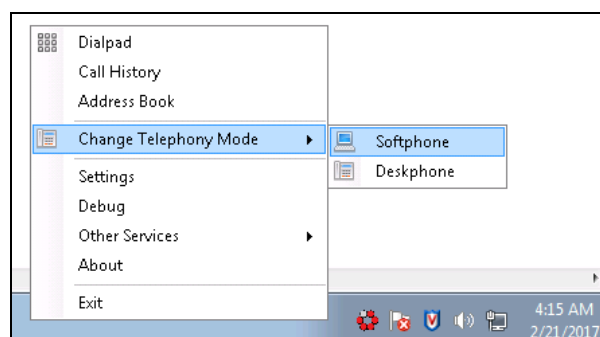 Dialpad
Call History
Address Book
Change Telephony Mode
Softphone
Deskphone
Settings
Debug
Other Services
About
Exit
4:15 AM
2/21/2017